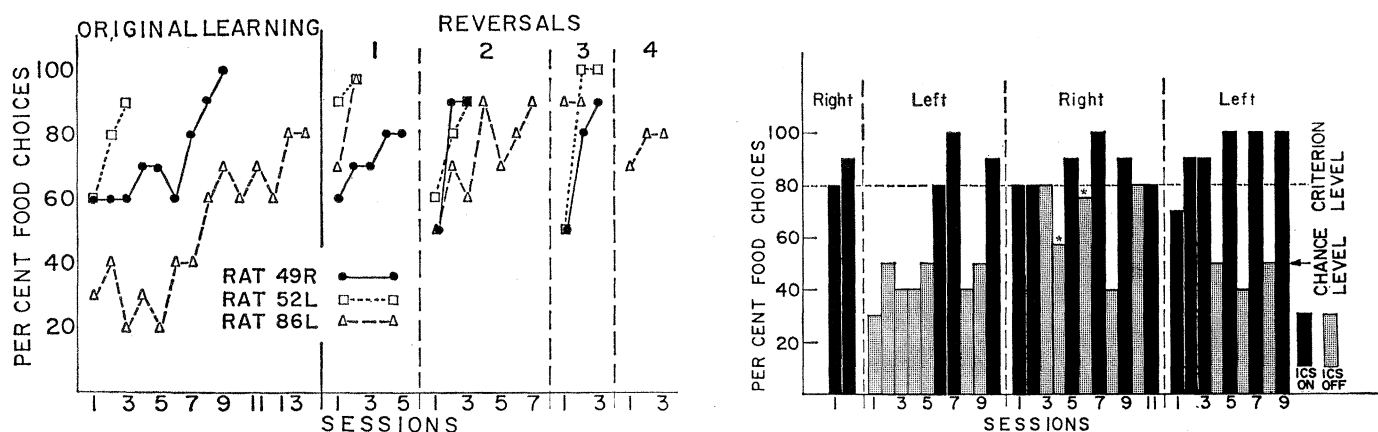 ORIGINAL LEARNING
REVERSALS
1
2
3
4
PER CENT FOOD CHOICES
100
80
60
40
20
RAT 49R
RAT 52L
RAT 86L
1 3 5 7 9 11 13 1 3 5 1 3 5 7 1 3 1 3
SESSIONS
Right Left Right Left
PER CENT FOOD CHOICES
100
80
60
40
20
* *
CRITERION
LEVEL
CHANCE
LEVEL
ICS
ON
ICS
OFF
1 1 3 5 7 9 1 3 5 7 9 11 1 3 5 7 9
SESSIONS